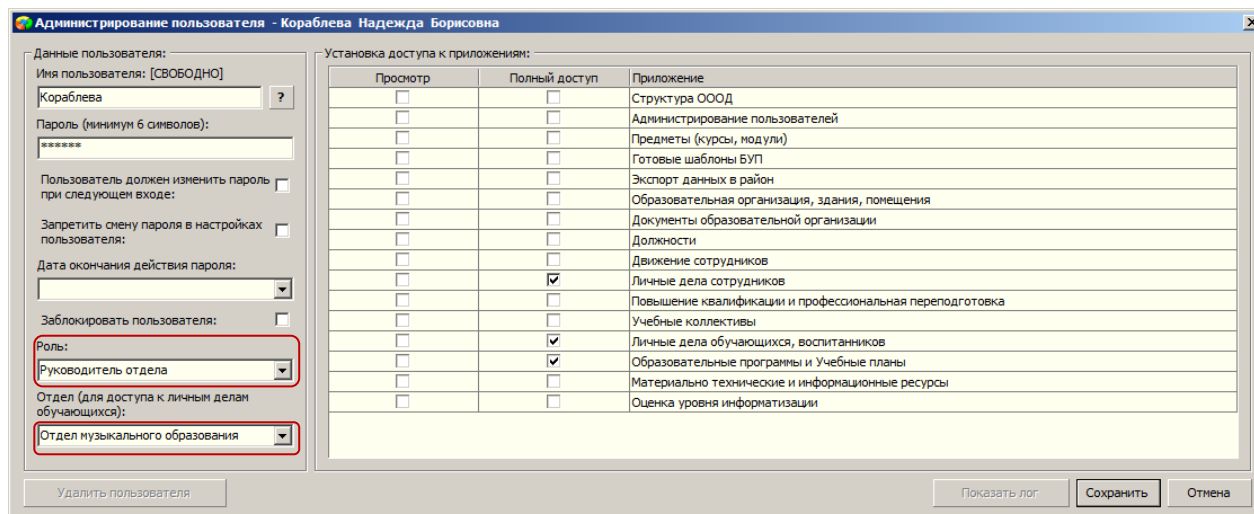 Администрирование пользователя - Кораблева Надежда Борисовна
Данные пользователя:
Имя пользователя: [СВОБОДНО]
Кораблева
?
Пароль (минимум 6 символов):
******
Пользователь должен изменить пароль
при следующем входе:
Запретить смену пароля в настройках
пользователя:
Дата окончания действия пароля:
Заблокировать пользователя:
Роль:
Руководитель отдела
Отдел (для доступа к личным делам
обучающихся):
Отдел музыкального образования
Установка доступа к приложениям:
Просмотр Полный доступ Приложение
Структура ОООД
Администрирование пользователей
Предметы (курсы, модули)
Готовые шаблоны БУП
Экспорт данных в район
Образовательная организация, здания, помещения
Документы образовательной организации
Должности
Движение сотрудников
Личные дела сотрудников
Повышение квалификации и профессиональная переподготовка
Учебные коллективы
Личные дела обучающихся, воспитанников
Образовательные программы и Учебные планы
Материально технические и информационные ресурсы
Оценка уровня информатизации
Удалить пользователя
Показать лог
Сохранить
Отмена